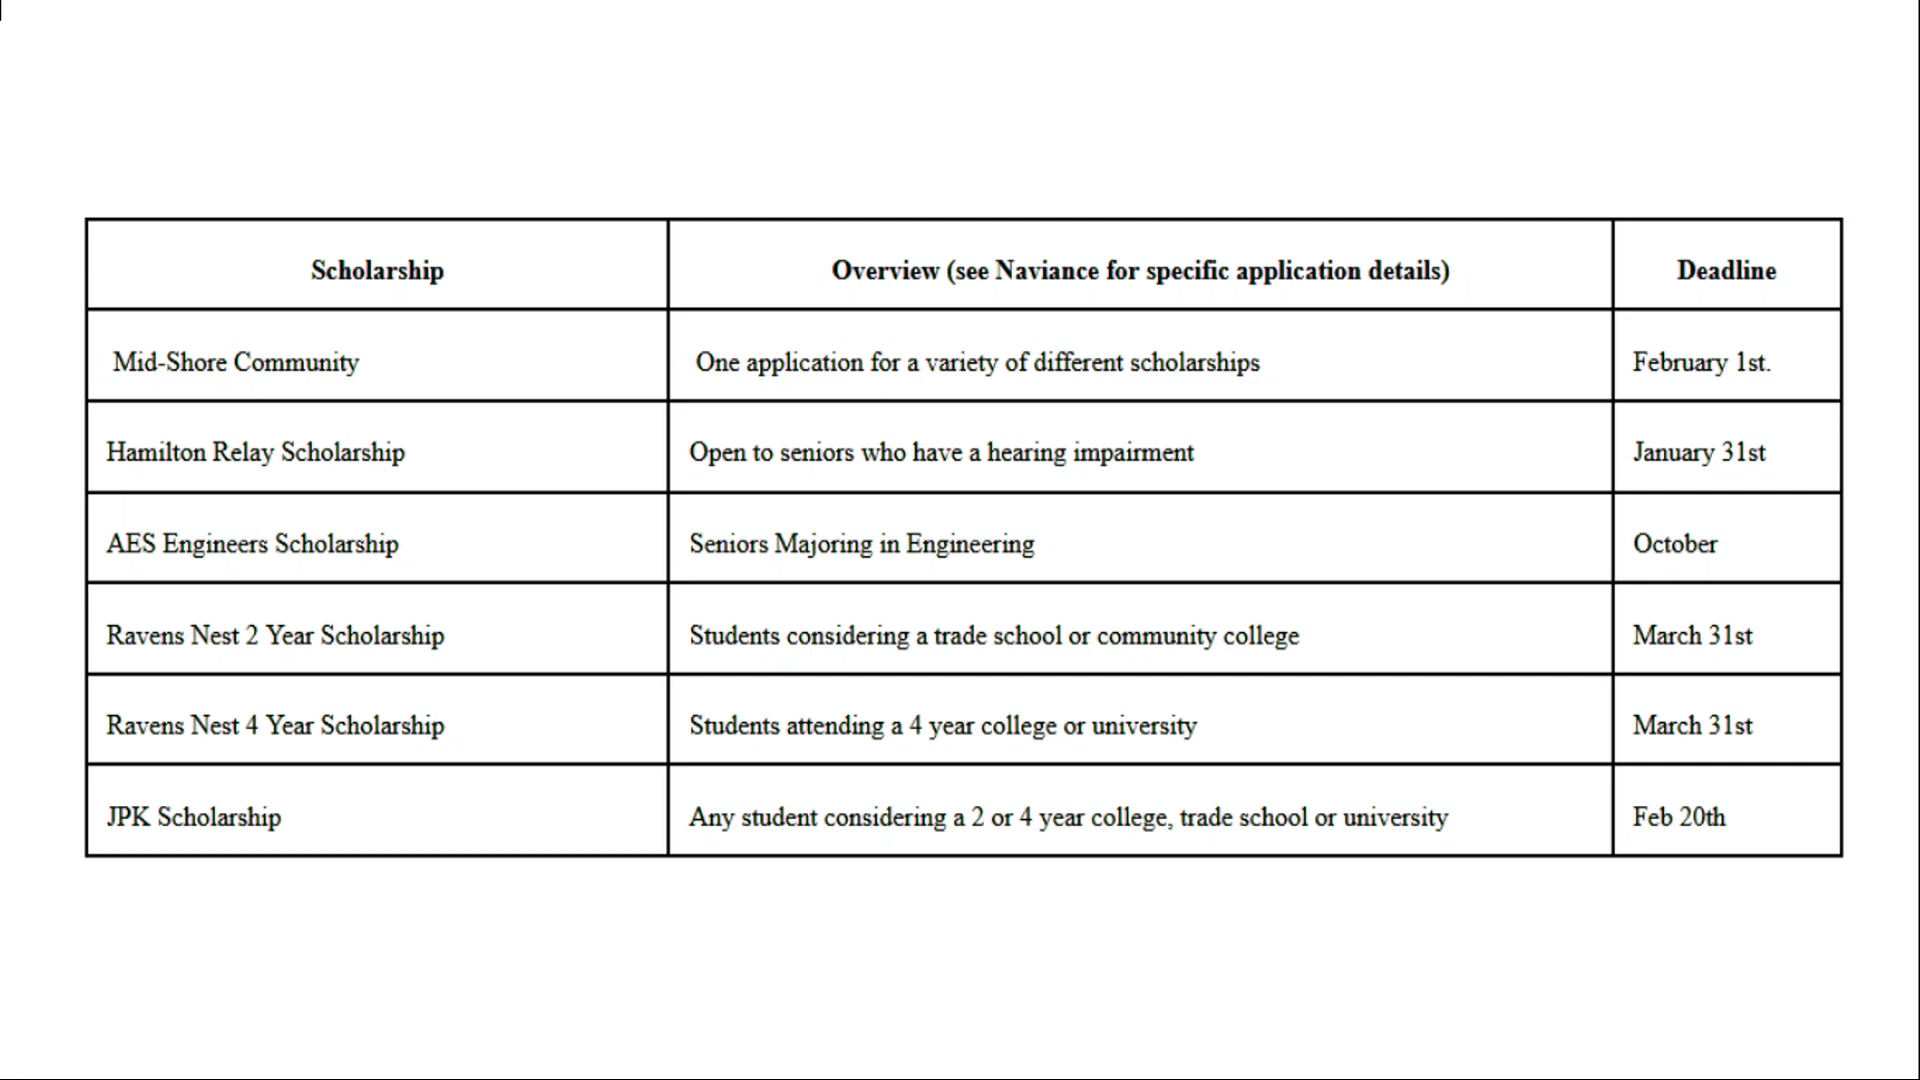 Scholarship Overview (see Naviance for specific application details) Deadline
Mid-Shore Community One application for a variety of different scholarships February 1st.
Hamilton Relay Scholarship Open to seniors who have a hearing impairment January 31st
AES Engineers Scholarship Seniors Majoring in Engineering October
Ravens Nest 2 Year Scholarship Students considering a trade school or community college March 31st
Ravens Nest 4 Year Scholarship Students attending a 4 year college or university March 31st
JPK Scholarship Any student considering a 2 or 4 year college, trade school or university Feb 20th